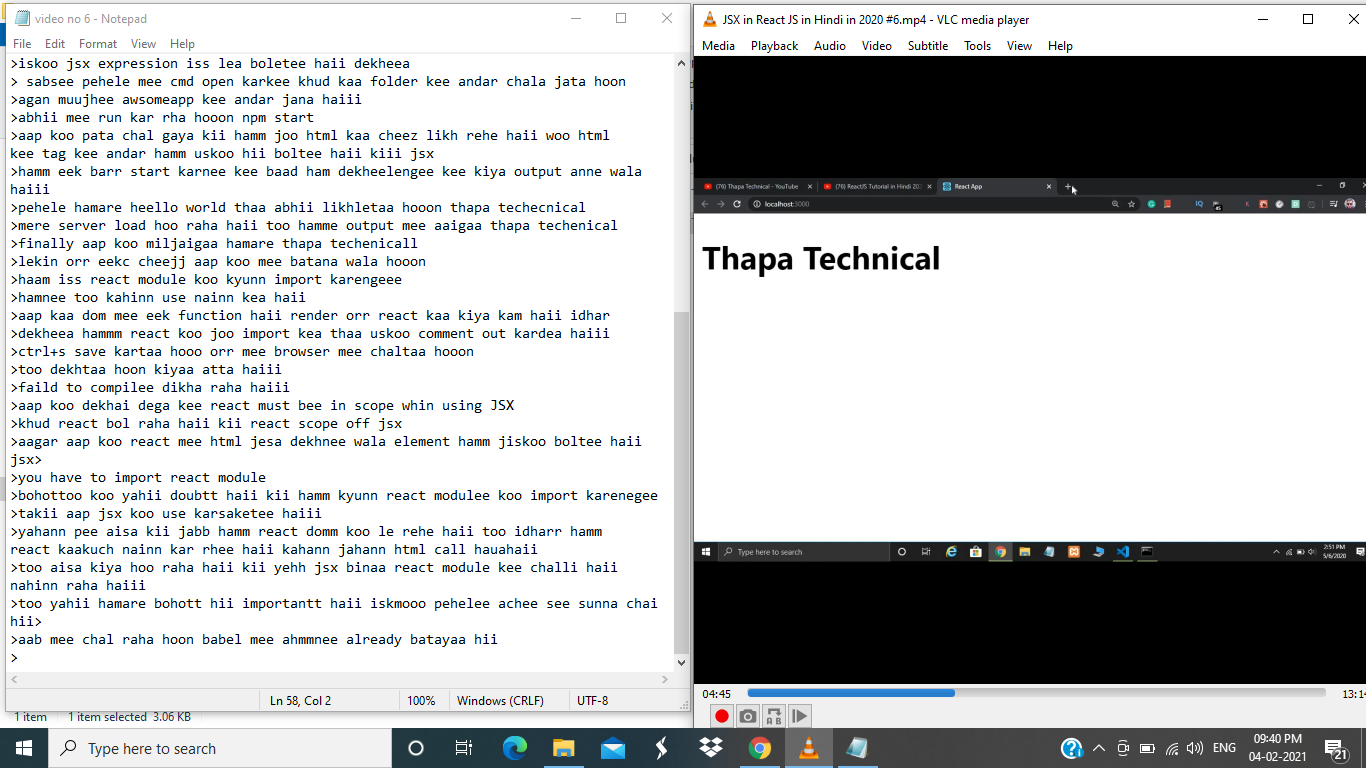 video no 6 - Notepad
File Edit Format View Help
>iskoo jsx expression iss lea boletee haii dekheea
> sabsee pehele mee cmd open karkee khud kaa folder kee andar chala jata hoon
>agan muujhee awsomeapp kee andar jana haiii
>abhii mee run kar rha hooon npm start
>aap koo pata chal gaya kii hamm joo html kaa cheez likh rehe haii woo html
kee tag kee andar hamm uskoo hii boltee haii kiii jsx
>hamm eek barr start karnee kee baad ham dekheelengee kee kiya output anne wala
haiii
>pehele hamare heello world thaa abhii likhletaa hooon thapa techecnical
>mere server load hoo raha haii too hamme output mee aaigaa thapa techenical
>finally aap koo miljaigaa hamare thapa techenicall
>lekin orr eekc cheejj aap koo mee batana wala hooon
>haam iss react module koo kyunn import karengeee
>hamnee too kahinn use nainn kea haii
>aap kaa dom mee eek function haii render orr react kaa kiya kam haii idhar
>dekheea hammm react koo joo import kea thaa uskoo comment out kardea haiii
>ctrl+s save kartaa hooo orr mee browser mee chaltaa hooon
>too dekhtaa hoon kiyaa atta haiii
>faild to compilee dikha raha haiii
>aap koo dekhai dega kee react must bee in scope whin using JSX
>khud react bol raha haii kii react scope off jsx
>aagar aap koo react mee html jesa dekhnee wala element hamm jiskoo boltee haii
jsx>
>you have to import react module
>bohottoo koo yahii doubtt haii kii hamm kyunn react modulee koo import karenegee
>takii aap jsx koo use karsaketee haiii
>yahann pee aisa kii jabb hamm react domm koo le rehe haii too idharr hamm
react kaakuch nainn kar rhee haii kahann jahann html call hauahaii
>too aisa kiya hoo raha haii kii yehh jsx binaa react module kee challi haii
nahinn raha haiii
>too yahii hamare bohott hii importantt haii iskmooo pehelee achee see sunna chai
hii>
>aab mee chal raha hoon babel mee ahmmnee already batayaa hii
>
Ln 58, Col 2 100% Windows (CRLF) UTF-8
1 item 1 item selected 3.06 KB
JSX in React JS in Hindi in 2020 #6.mp4 - VLC media player
Media Playback Audio Video Subtitle Tools View Help
(76) Thapa Technical - YouTube (76) ReactJS Tutorial in Hindi 202 React App
localhost:3000
Thapa Technical
Type here to search
2:51 PM
5/6/2020
04:45 13:14
A B
Type here to search
ENG
09:40 PM
04-02-2021
21